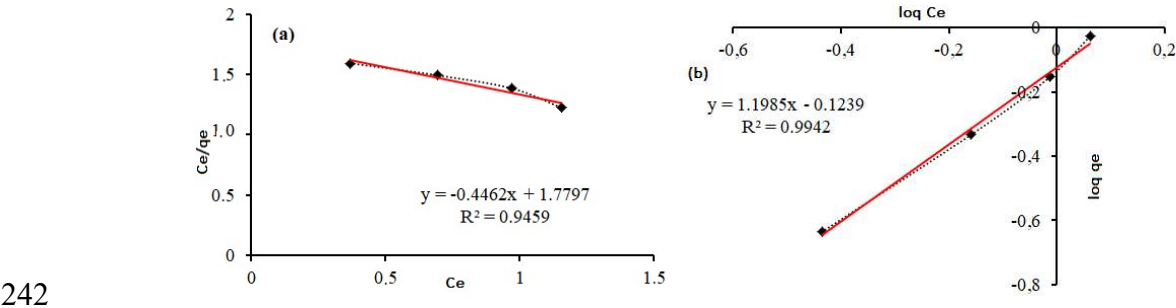 2
(a)
1.5
1.0
0.5
0
Ce/qe
y = -0.4462x + 1.7797
R² = 0.9459
0 0.5 1 1.5
Ce
loq Ce
-0,6 -0,4 -0,2 0 0,2
0
-0,2
-0,4
-0,6
-0,8
(b)
y = 1.1985x - 0.1239
R² = 0.9942
loq qe
242